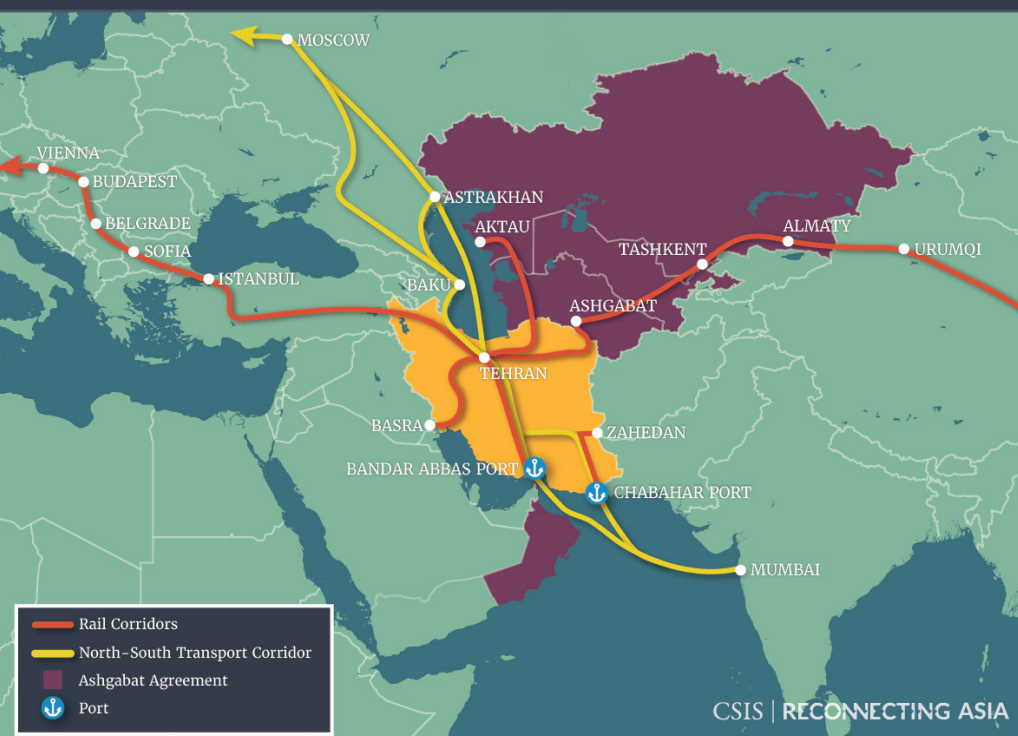 MOSCOW
VIENNA
BUDAPEST
ASTRAKHAN
BELGRADE
AKTAU
ALMATY
SOFIA
TASHKENT
URUMQI
ISTANBUL
BAKU
ASHGABAT
TEHRAN
BASRA
ZAHEDAN
BANDAR ABBAS PORT
CHABAHAR PORT
MUMBAI
Rail Corridors
North-South Transport Corridor
Ashgabat Agreement
Port
CSIS | RECONNECTING ASIA